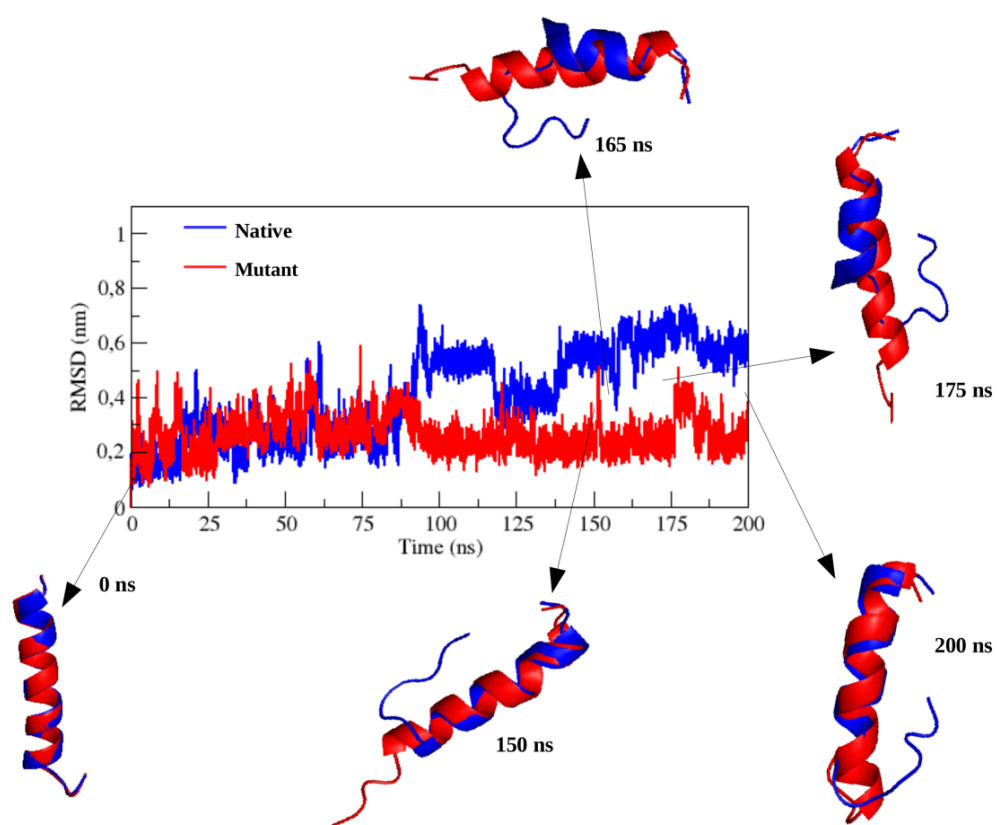 165 ns
Native
Mutant
1
0,8
0,6
0,4
0,2
0
RMSD (nm)
0 25 50 75 100 125 150 175 200
Time (ns)
175 ns
0 ns
200 ns
150 ns